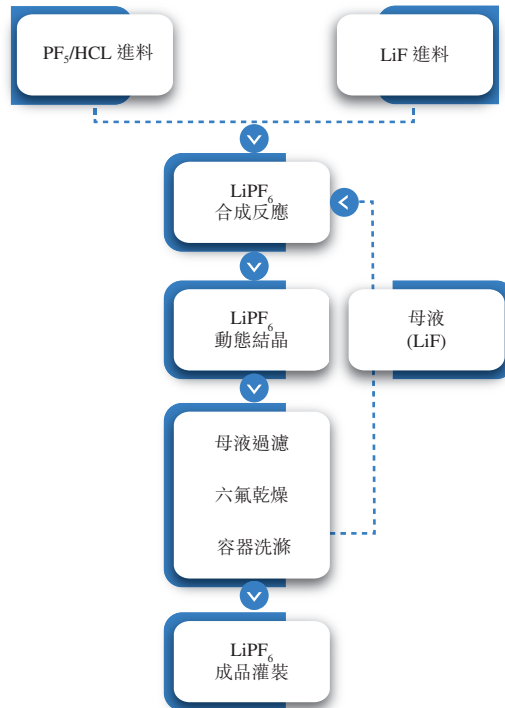 PF₅/HCL 進料
LiF 進料
LiPF₆
合成反應
LiPF₆
動態結晶
母液
(LiF)
母液過濾
六氟乾燥
容器洗滌
LiPF₆
成品灌裝